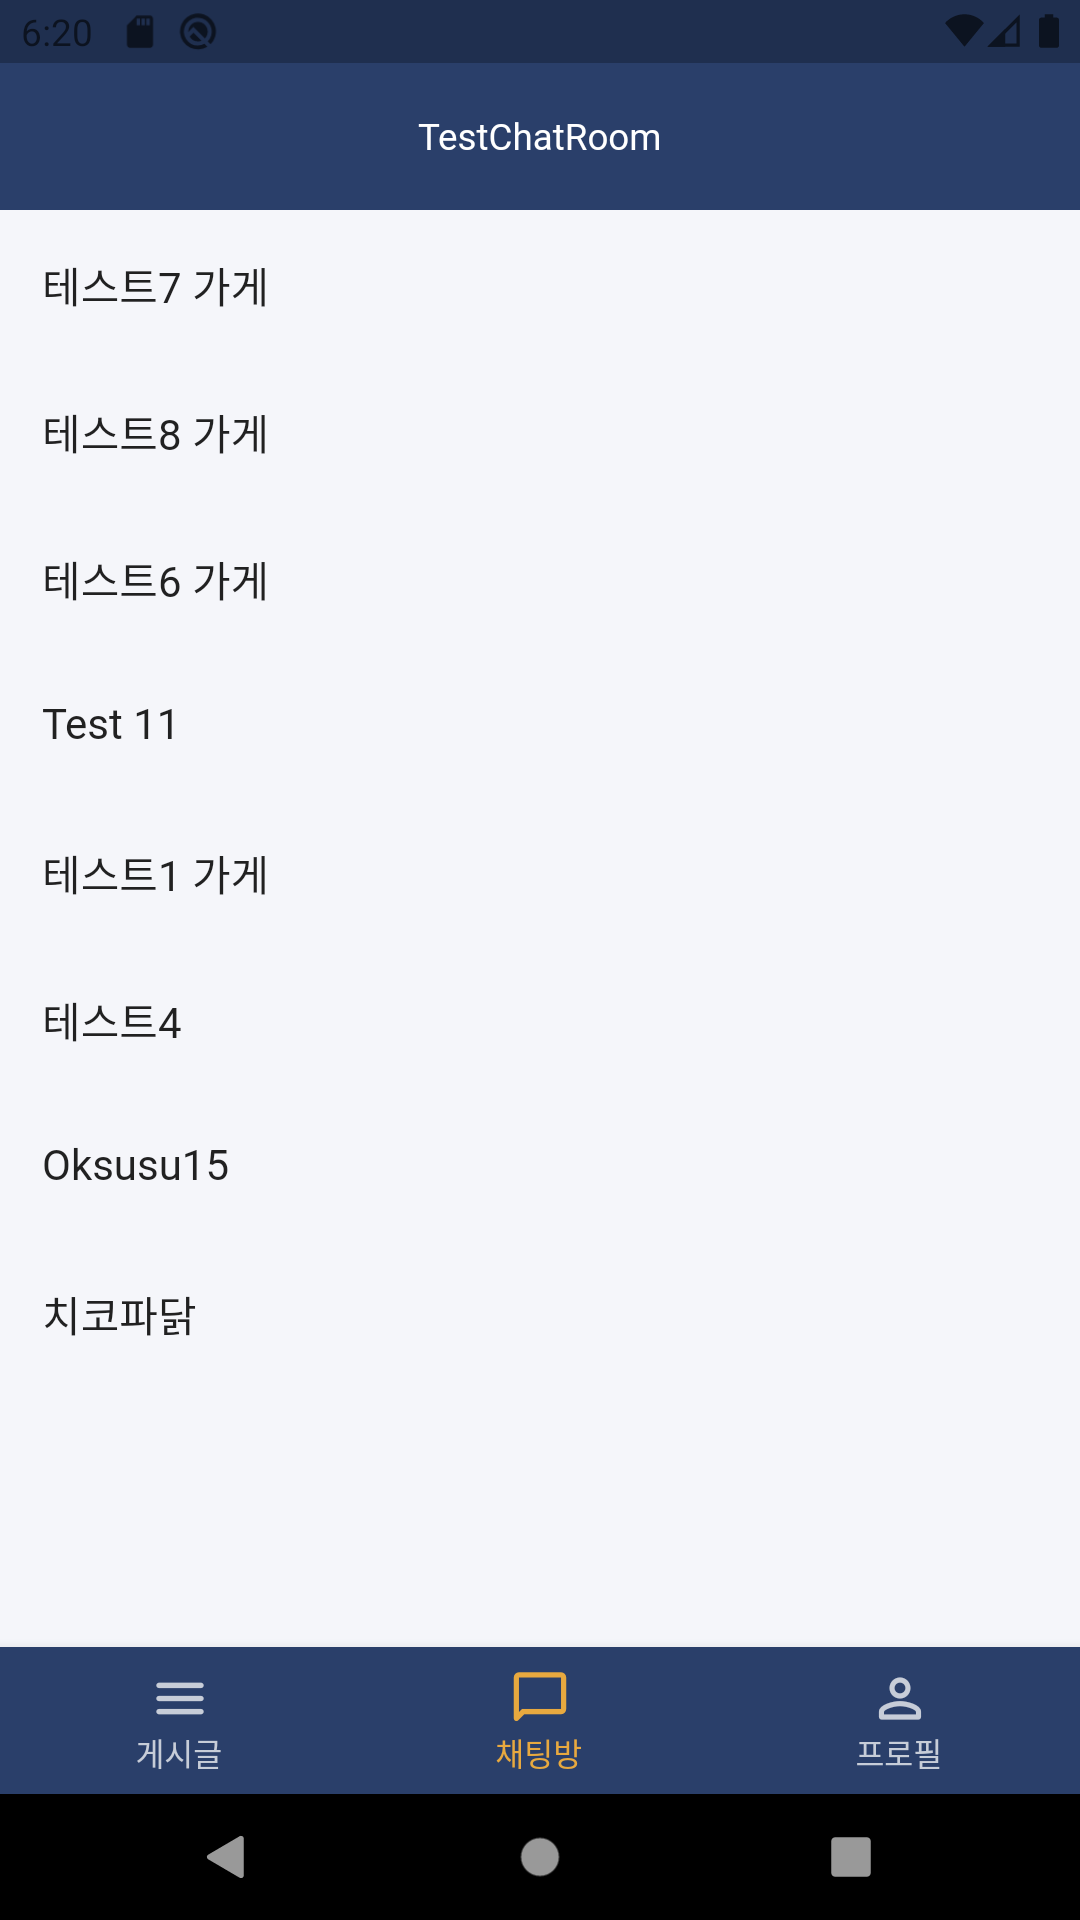 6:20
TestChatRoom
테스트7 가게
테스트8 가게
테스트6 가게
Test 11
테스트1 가게
테스트4
Oksusu15
치코파닭
게시글
채팅방
프로필